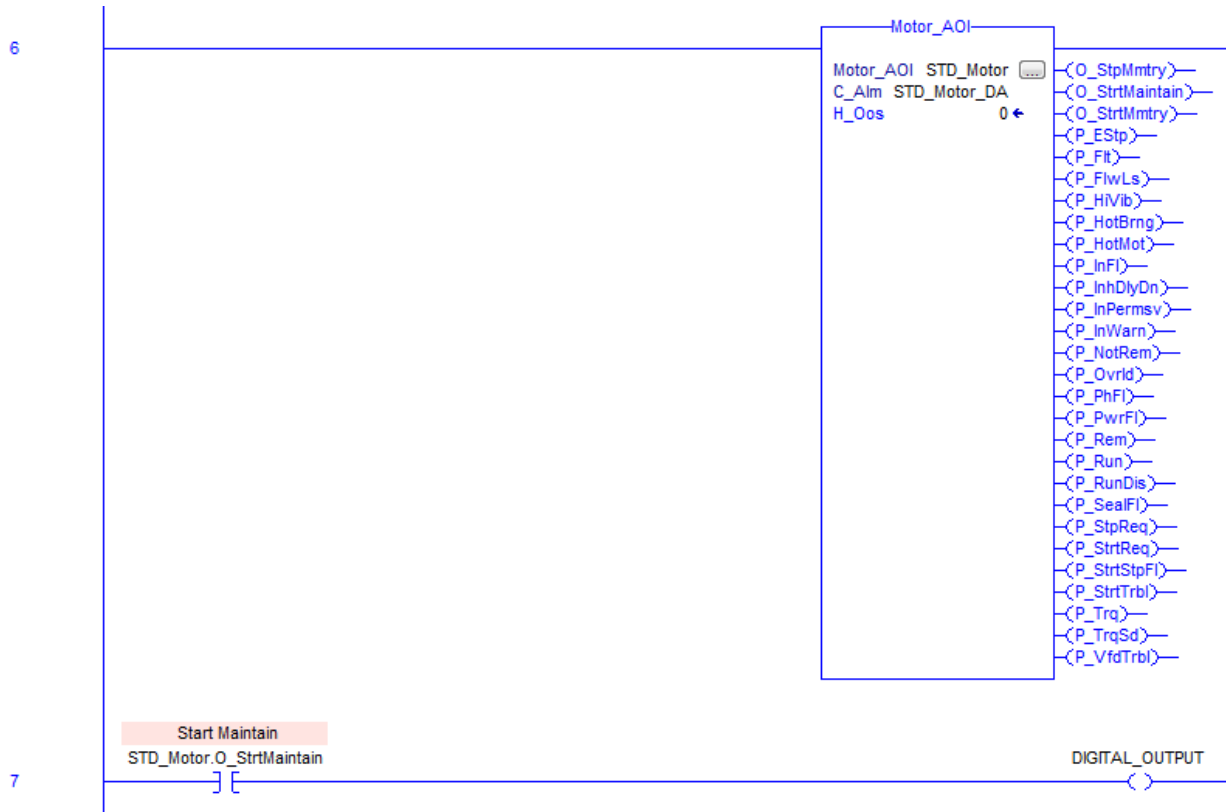 Motor_AOI
6
Motor_AOI STD_Motor ...
C_Alm STD_Motor_DA
H_Oos 0
O_StpMmtry
O_StrtMaintain
O_StrtMmtry
P_EStp
P_Flt
P_FlwLs
P_HiVib
P_HotBrng
P_HotMot
P_InFl
P_InhDlyDn
P_InPermsv
P_InWarn
P_NotRem
P_Ovrld
P_PhFl
P_PwrFl
P_Rem
P_Run
P_RunDis
P_SealFl
P_StpReq
P_StrtReq
P_StrtStpFl
P_StrtTrbl
P_Trq
P_TrqSd
P_VfdTrbl
Start Maintain
STD_Motor.O_StrtMaintain
DIGITAL_OUTPUT
7